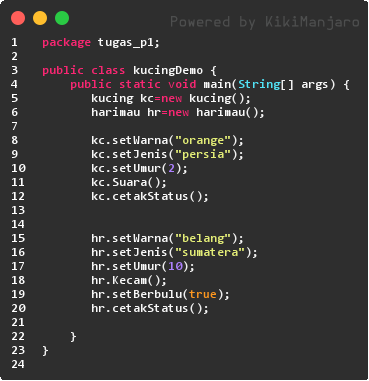 Powered by KikiManjaro
1 package tugas_p1;
2
3 public class kucingDemo {
4 public static void main(String[] args) {
5 kucing kc=new kucing();
6 harimau hr=new harimau();
7
8 kc.setWarna("orange");
9 kc.setJenis("persia");
10 kc.setUmur(2);
11 kc.Suara();
12 kc.cetakStatus();
13
14
15 hr.setWarna("belang");
16 hr.setJenis("sumatera");
17 hr.setUmur(10);
18 hr.Kecam();
19 hr.setBerbulu(true);
20 hr.cetakStatus();
21
22 }
23 }
24